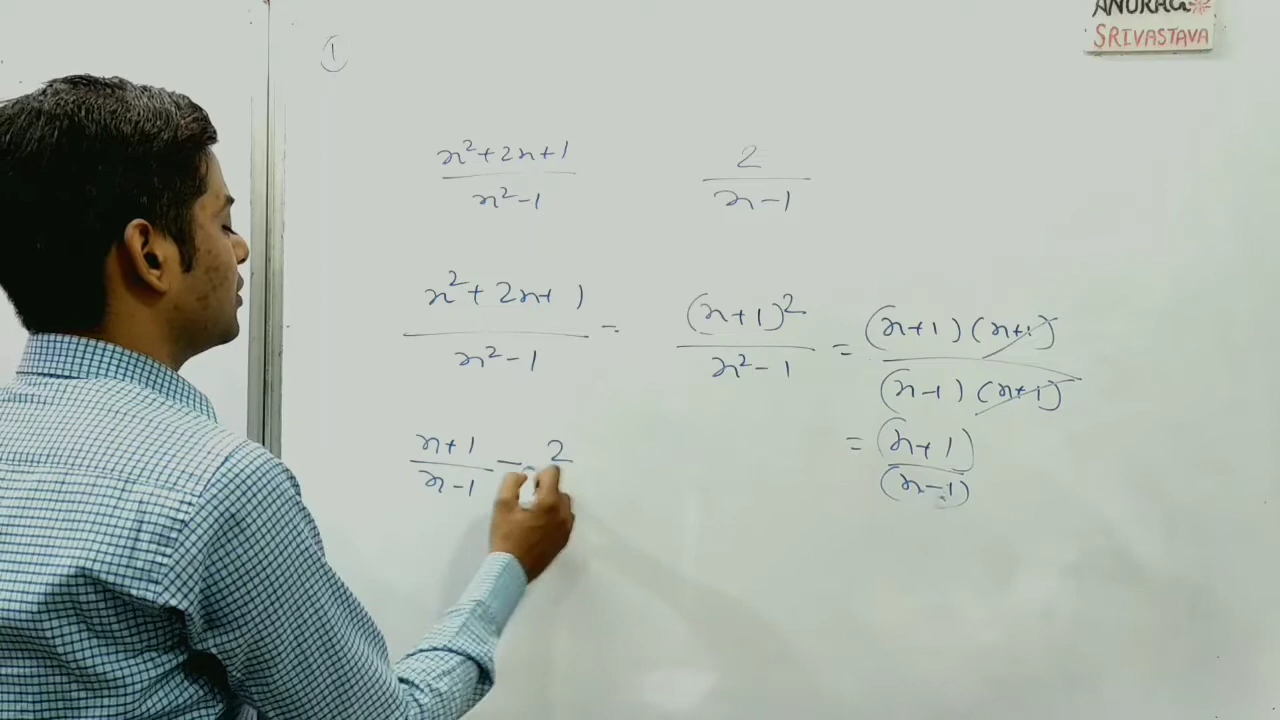 ANURAG
SRIVASTAVA
①
x²+2x+1 / x²-1    2 / x-1
x²+2x+1 / x²-1 = (x+1)² / x²-1 = (x+1)(x+1) / (x-1)(x+1)
= (x+1) / (x-1)
x+1 / x-1 - 2